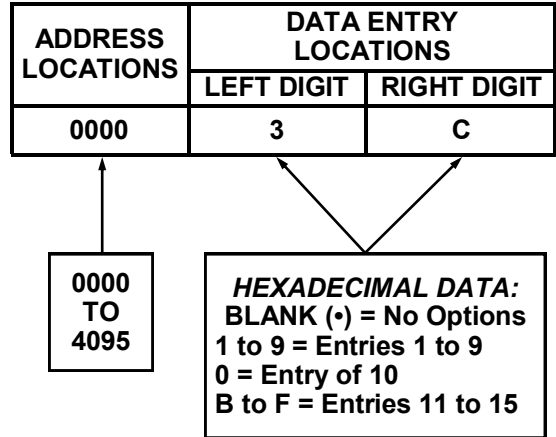 ADDRESS
LOCATIONS
DATA ENTRY
LOCATIONS
LEFT DIGIT
RIGHT DIGIT
0000
3
C
0000
TO
4095
HEXADECIMAL DATA:
BLANK (•) = No Options
1 to 9 = Entries 1 to 9
0 = Entry of 10
B to F = Entries 11 to 15